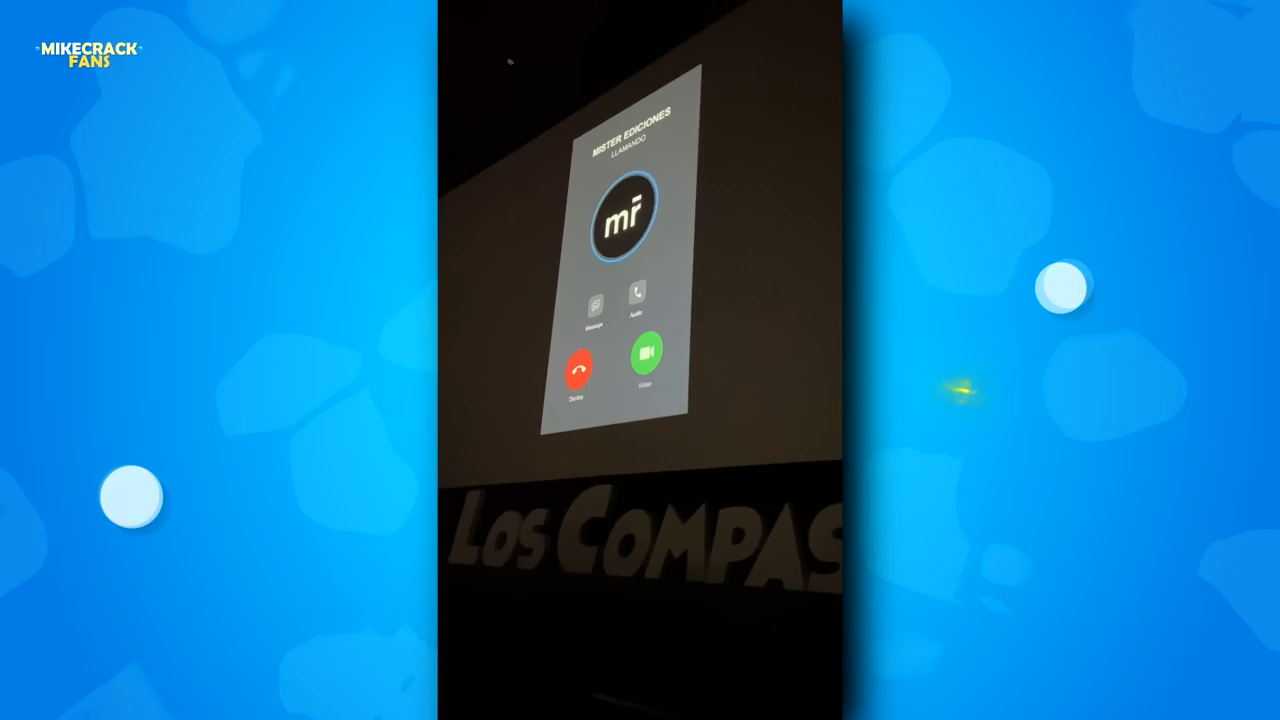 MIKECRACK
FANS
MISTER EDICIONES
LLAMANDO
mr̄
Message
Audio
Decline
Video
LOS COMPAS